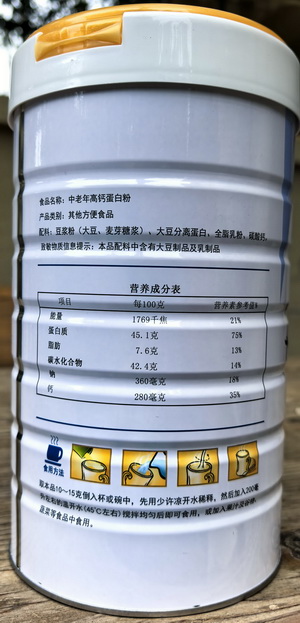 食品名称：中老年高钙蛋白粉
产品类别：其他方便食品
配料：豆浆粉（大豆、麦芽糖浆）、大豆分离蛋白、全脂乳粉、碳酸钙
致敏物质信息提示：本品配料中含有大豆制品及乳制品
营养成分表
项目 每100克 营养素参考值%
能量 1769千焦 21%
蛋白质 45.1克 75%
脂肪 7.6克 13%
碳水化合物 42.4克 14%
钠 360毫克 18%
钙 280毫克 35%
食用方法
取本品10～15克倒入杯或碗中，先用少许凉开水稀释，然后加入200毫
升左右的温开水(45℃左右)搅拌均匀后即可食用，或加入果汁及谷物、
蔬菜等食品中食用。